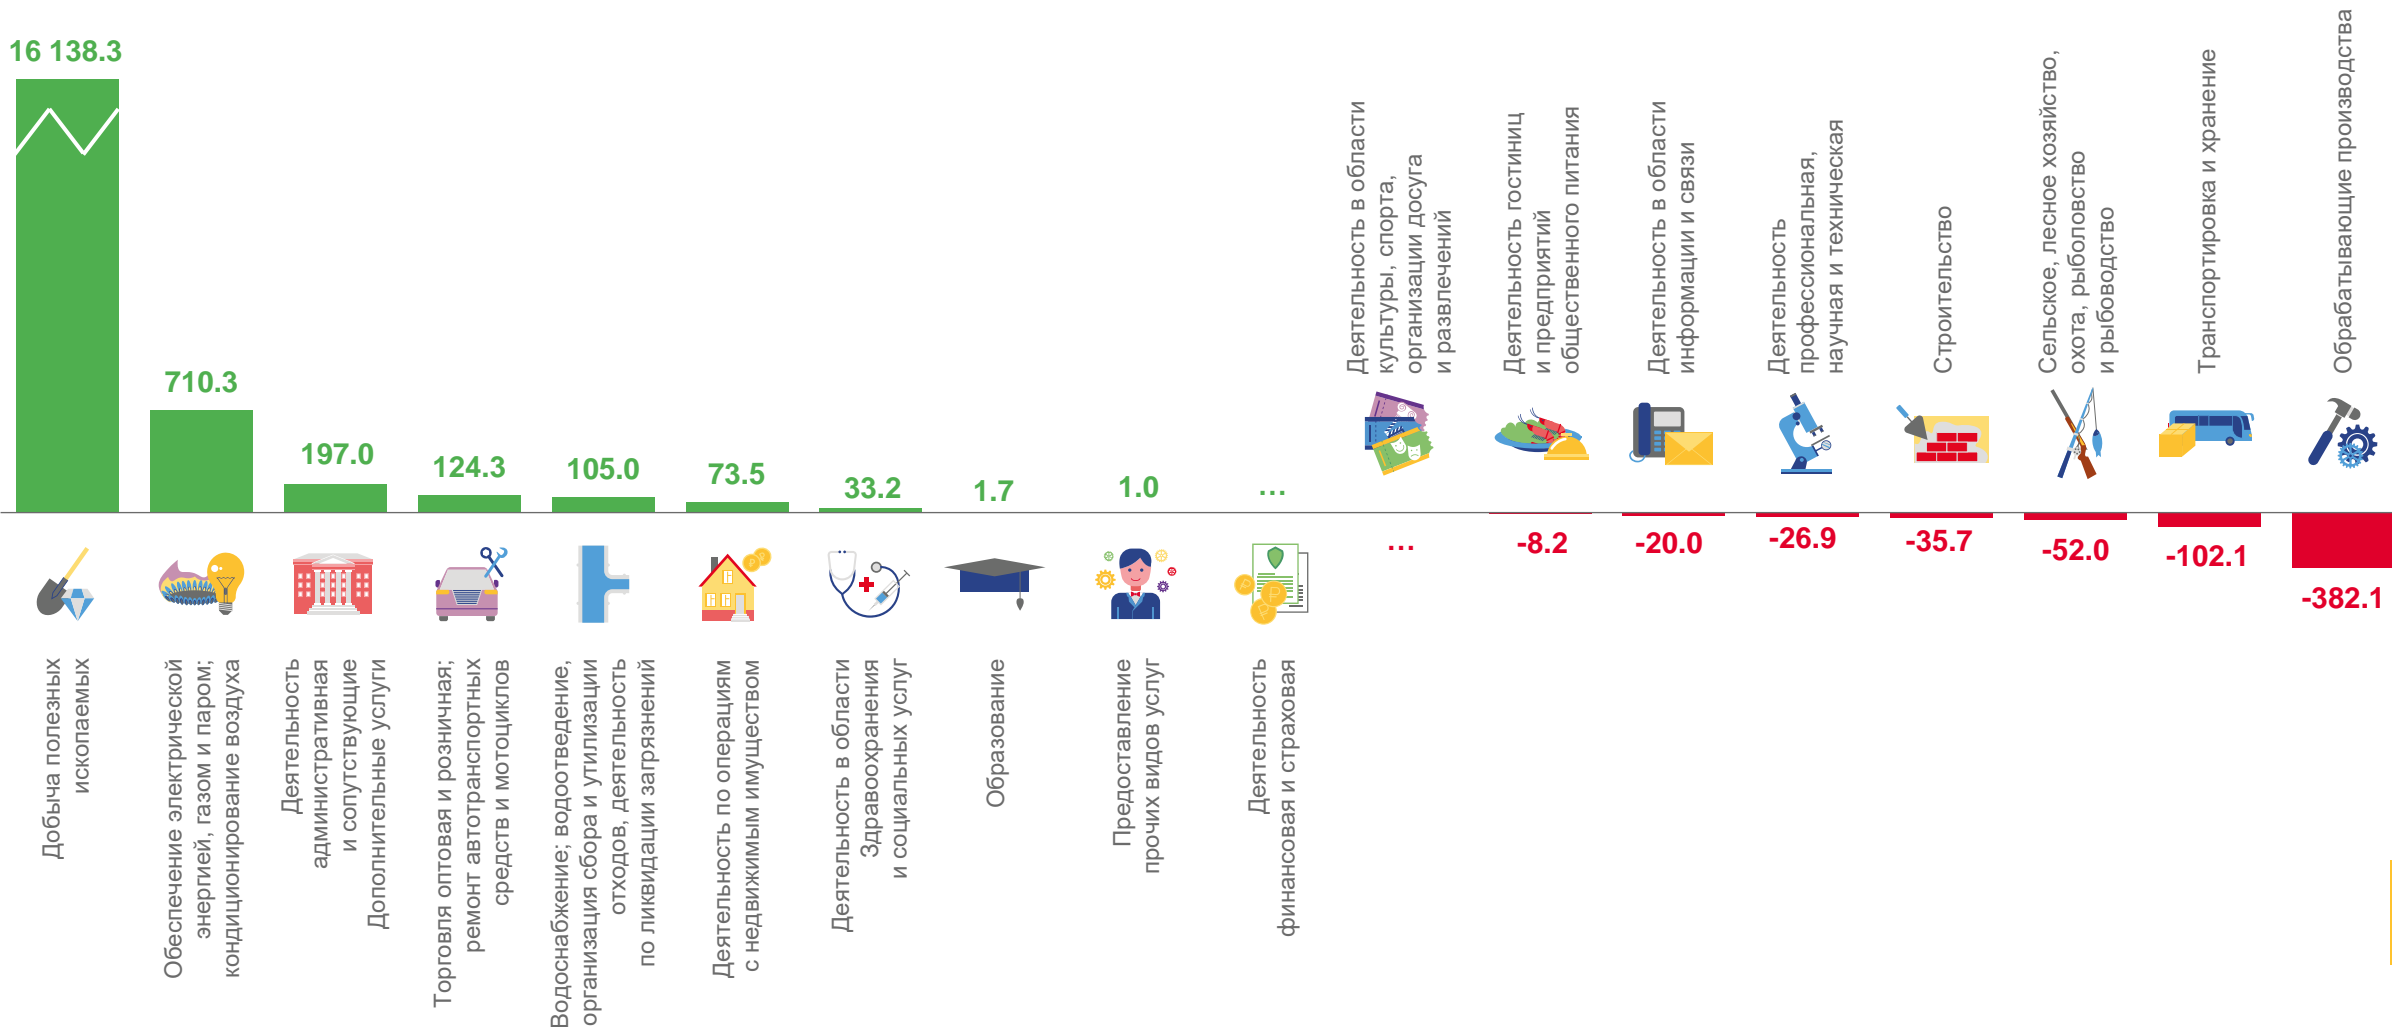 16 138.3
710.3
197.0
124.3
105.0
73.5
33.2
1.7
1.0
...
Добыча полезных
ископаемых
Обеспечение электрической
энергией, газом и паром;
кондиционирование воздуха
Деятельность
административная
и сопутствующие
Дополнительные услуги
Торговля оптовая и розничная;
ремонт автотранспортных
средств и мотоциклов
Водоснабжение; водоотведение,
организация сбора и утилизации
отходов, деятельность
по ликвидации загрязнений
Деятельность по операциям
с недвижимым имуществом
Деятельность в области
Здравоохранения
и социальных услуг
Образование
Предоставление
прочих видов услуг
Деятельность
финансовая и страховая
Деятельность в области
культуры, спорта,
организации досуга
и развлечений
Деятельность гостиниц
и предприятий
общественного питания
Деятельность в области
информации и связи
Деятельность
профессиональная,
научная и техническая
Строительство
Сельское, лесное хозяйство,
охота, рыболовство
и рыбоводство
Транспортировка и хранение
Обрабатывающие производства
...
-8.2
-20.0
-26.9
-35.7
-52.0
-102.1
-382.1